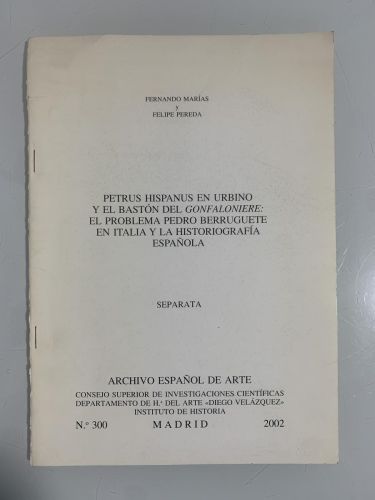 FERNANDO MARÍAS
y
FELIPE PEREDA
PETRUS HISPANUS EN URBINO
Y EL BASTÓN DEL GONFALONIERE:
EL PROBLEMA PEDRO BERRUGUETE
EN ITALIA Y LA HISTORIOGRAFÍA
ESPAÑOLA
SEPARATA
ARCHIVO ESPAÑOL DE ARTE
CONSEJO SUPERIOR DE INVESTIGACIONES CIENTÍFICAS
DEPARTAMENTO DE H.ª DEL ARTE «DIEGO VELÁZQUEZ»
INSTITUTO DE HISTORIA
N.º 300 MADRID 2002